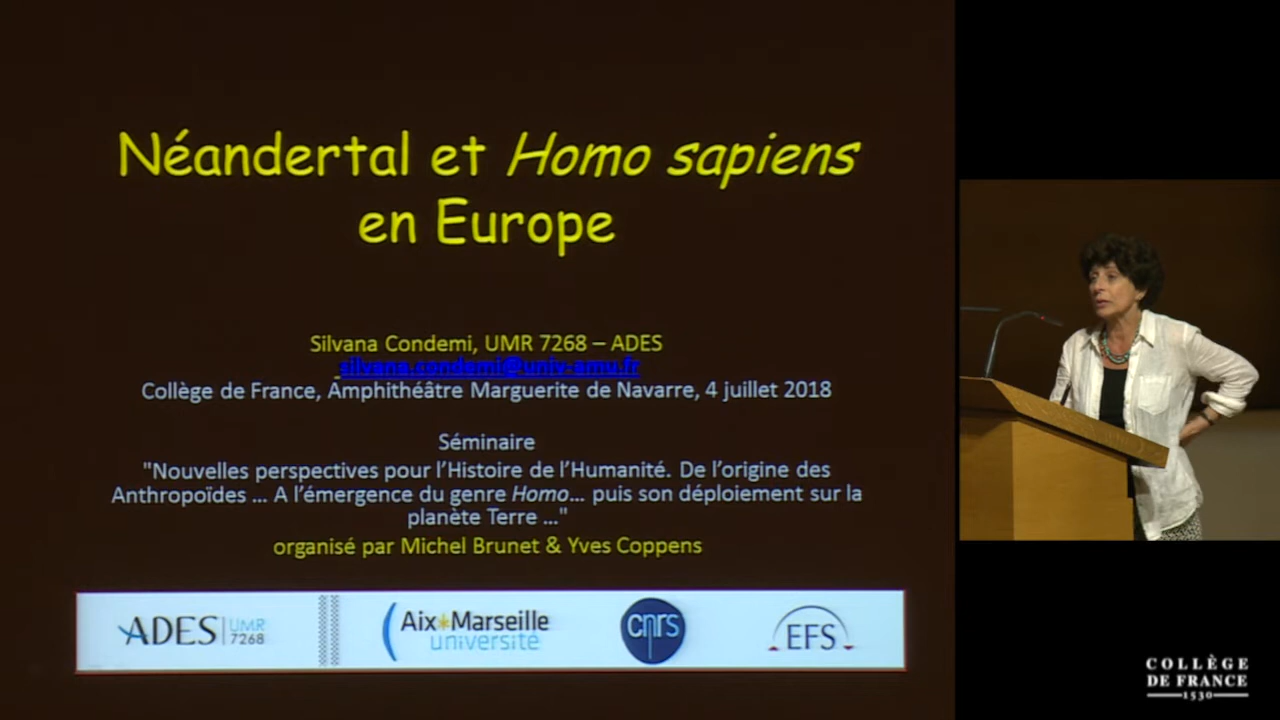 Néandertal et Homo sapiens
en Europe
Silvana Condemi, UMR 7268 – ADES
silvana.condemi@univ-amu.fr
Collège de France, Amphithéâtre Marguerite de Navarre, 4 juillet 2018
Séminaire
"Nouvelles perspectives pour l'Histoire de l'Humanité. De l'origine des
Anthropoïdes ... A l'émergence du genre Homo... puis son déploiement sur la
planète Terre ..."
organisé par Michel Brunet & Yves Coppens
ADES UMR
7268
Aix*Marseille
université
cnrs
EFS
COLLÈGE
DE FRANCE
1530